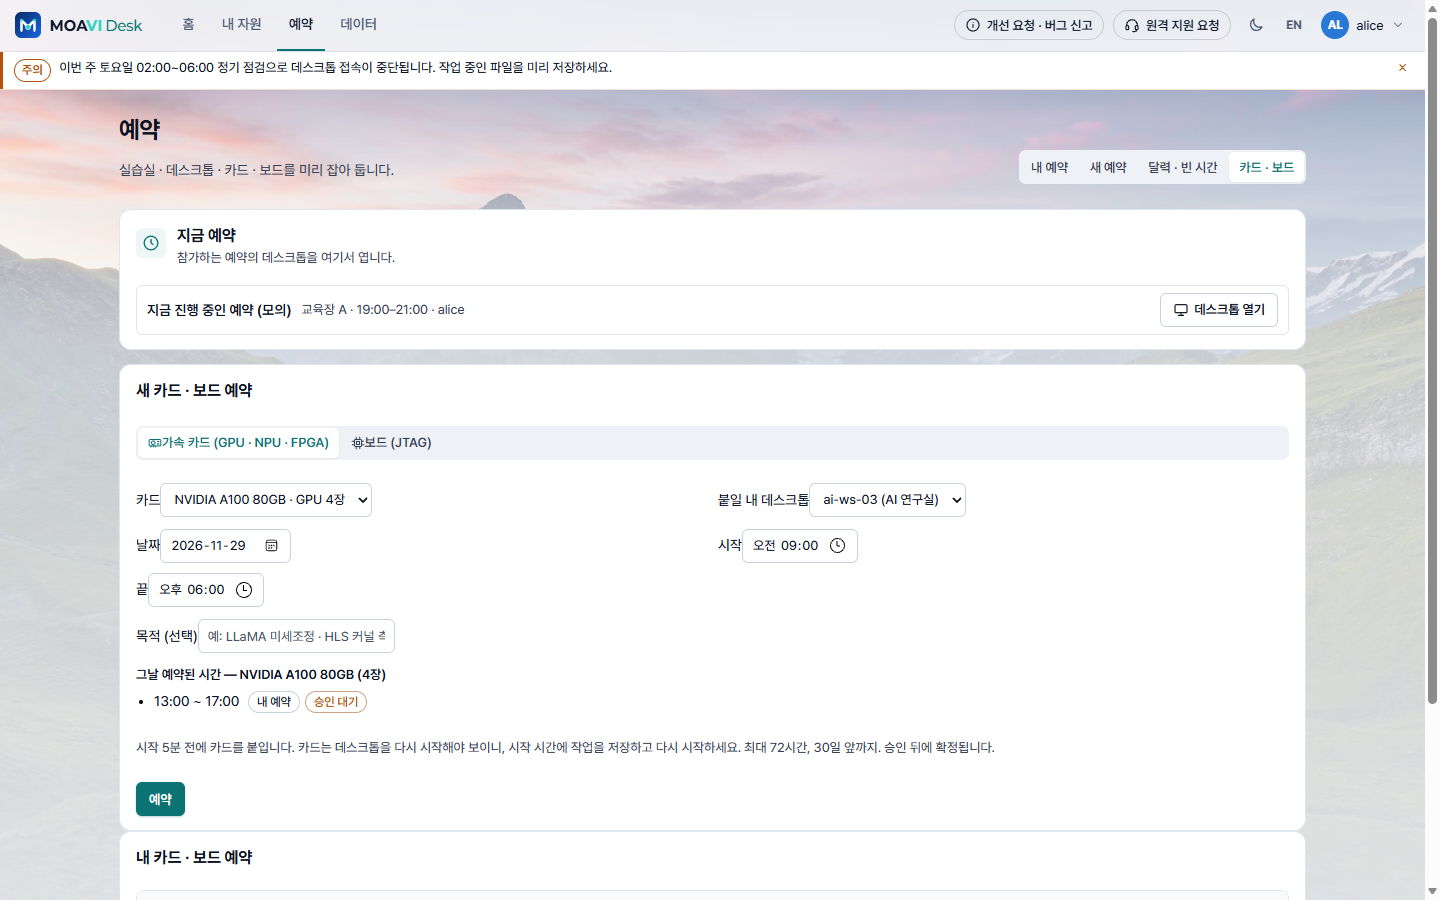 MOAVI Desk
홈
내 자원
예약
데이터
개선 요청 · 버그 신고
원격 지원 요청
EN
AL
alice
주의
이번 주 토요일 02:00~06:00 정기 점검으로 데스크톱 접속이 중단됩니다. 작업 중인 파일을 미리 저장하세요.
예약
실습실 · 데스크톱 · 카드 · 보드를 미리 잡아 둡니다.
내 예약
새 예약
달력 · 빈 시간
카드 · 보드
지금 예약
참가하는 예약의 데스크톱을 여기서 엽니다.
지금 진행 중인 예약 (모의) 교육장 A · 19:00–21:00 · alice
데스크톱 열기
새 카드 · 보드 예약
가속 카드 (GPU · NPU · FPGA)
보드 (JTAG)
카드 NVIDIA A100 80GB · GPU 4장
붙일 내 데스크톱 ai-ws-03 (AI 연구실)
날짜 2026-11-29
시작 오전 09:00
끝 오후 06:00
목적 (선택) 예: LLaMA 미세조정 · HLS 커널
그날 예약된 시간 — NVIDIA A100 80GB (4장)
• 13:00 ~ 17:00 내 예약 승인 대기
시작 5분 전에 카드를 붙입니다. 카드는 데스크톱을 다시 시작해야 보이니, 시작 시간에 작업을 저장하고 다시 시작하세요. 최대 72시간, 30일 앞까지. 승인 뒤에 확정됩니다.
예약
내 카드 · 보드 예약